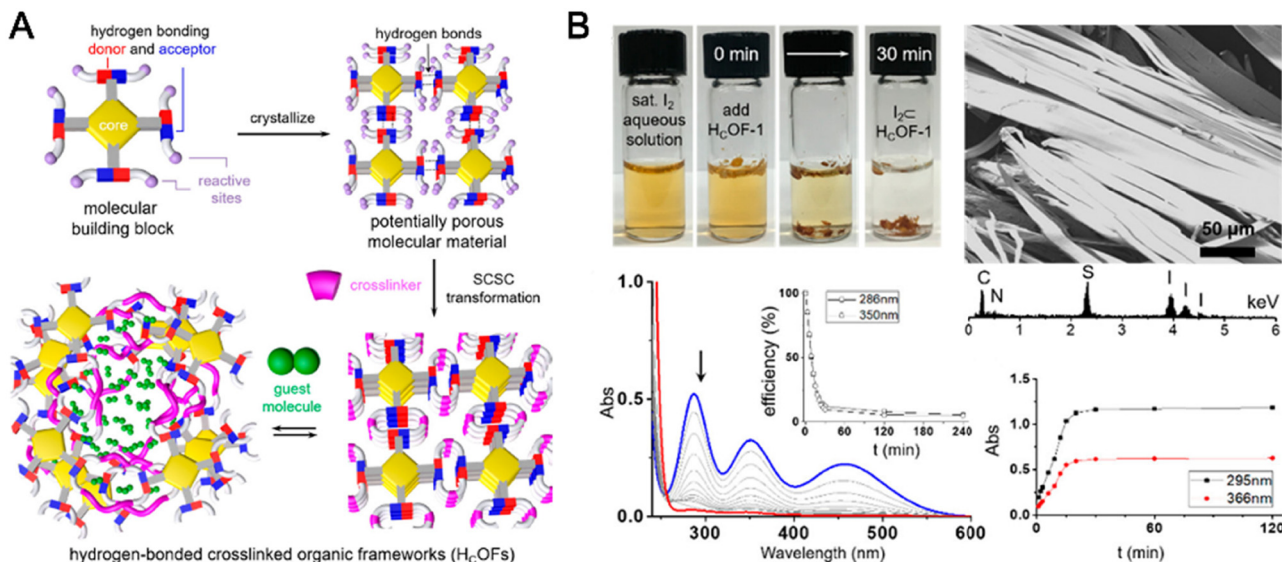 A
hydrogen bonding
donor and acceptor
core
reactive
sites
molecular
building block
crystallize
hydrogen bonds
potentially porous
molecular material
crosslinker
SCSC
transformation
guest
molecule
hydrogen-bonded crosslinked organic frameworks (HCOFs)
B
sat. I2
aqueous
solution
0 min
add
HCOF-1
30 min
I2⊂
HCOF-1
50 μm
C
N
S
I
I
I
keV
0 1 2 3 4 5 6
1.0
0.5
0.0
Abs
300 400 500 600
Wavelength (nm)
100
50
0
efficiency (%)
286nm
350nm
0 60 120 180 240
t (min)
1.5
1.0
0.5
0.0
Abs
295nm
366nm
0 60 120
t (min)